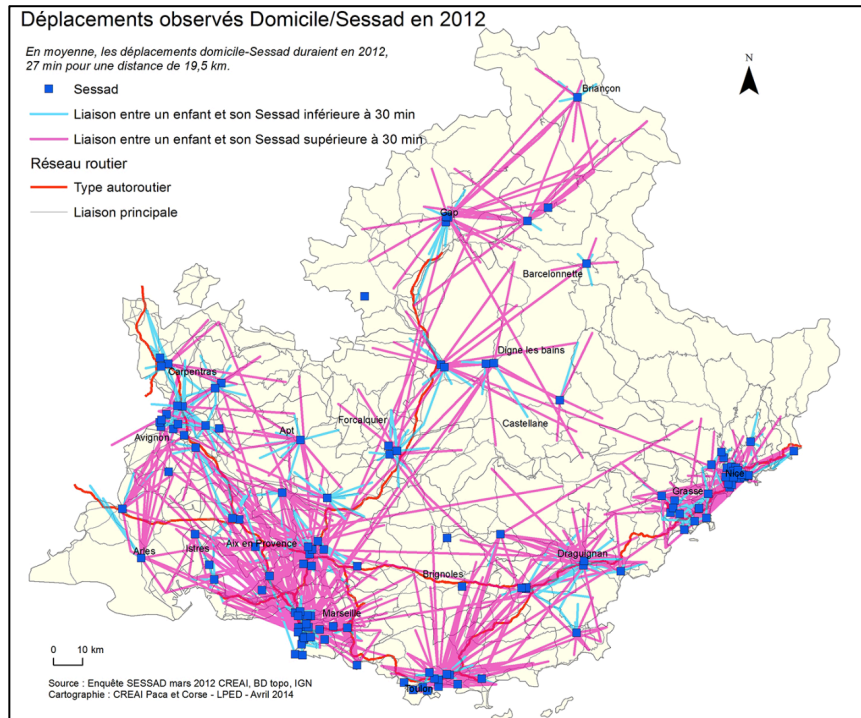 Déplacements observés Domicile/Sessad en 2012
En moyenne, les déplacements domicile-Sessad duraient en 2012,
27 min pour une distance de 19,5 km.
Sessad
Liaison entre un enfant et son Sessad inférieure à 30 min
Liaison entre un enfant et son Sessad supérieure à 30 min
Réseau routier
Type autoroutier
Liaison principale
N
Briançon
Gap
Barcelonnette
Carpentras
Digne les bains
Castellane
Forcalquier
Apt
Avignon
Nice
Grasse
Arles
Istres
Aix en Provence
Draguignan
Brignoles
Marseille
Toulon
0 10 km
Source : Enquête SESSAD mars 2012 CREAI, BD topo, IGN
Cartographie : CREAI Paca et Corse - LPED - Avril 2014